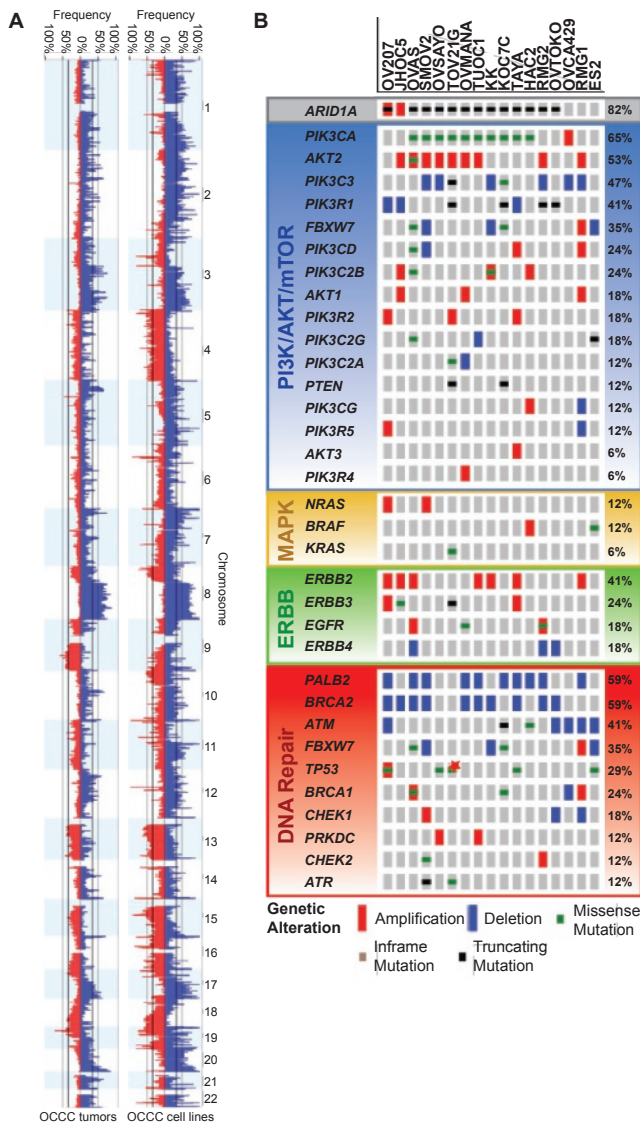 A
Frequency
Frequency
100%
50%
0%
50%
100%
100%
50%
0%
50%
100%
1
2
3
4
5
6
7
8
9
10
11
12
13
14
15
16
17
18
19
20
21
22
Chromosome
OCCC tumors
OCCC cell lines
B
OV207
JHOC5
OVAS
SMOV2
OVSAYO
TOV21G
OVMANA
TUOC1
KK
KOC7C
TAYA
HAC2
RMG2
OVTOKO
OVCA429
RMG1
ES2
ARID1A 82%
PI3K/AKT/mTOR
PIK3CA 65%
AKT2 53%
PIK3C3 47%
PIK3R1 41%
FBXW7 35%
PIK3CD 24%
PIK3C2B 24%
AKT1 18%
PIK3R2 18%
PIK3C2G 18%
PIK3C2A 12%
PTEN 12%
PIK3CG 12%
PIK3R5 12%
AKT3 6%
PIK3R4 6%
MAPK
NRAS 12%
BRAF 12%
KRAS 6%
ERBB
ERBB2 41%
ERBB3 24%
EGFR 18%
ERBB4 18%
DNA Repair
PALB2 59%
BRCA2 59%
ATM 41%
FBXW7 35%
TP53 29%
BRCA1 24%
CHEK1 18%
PRKDC 12%
CHEK2 12%
ATR 12%
Genetic
Alteration
Amplification
Deletion
Missense
Mutation
Inframe
Mutation
Truncating
Mutation